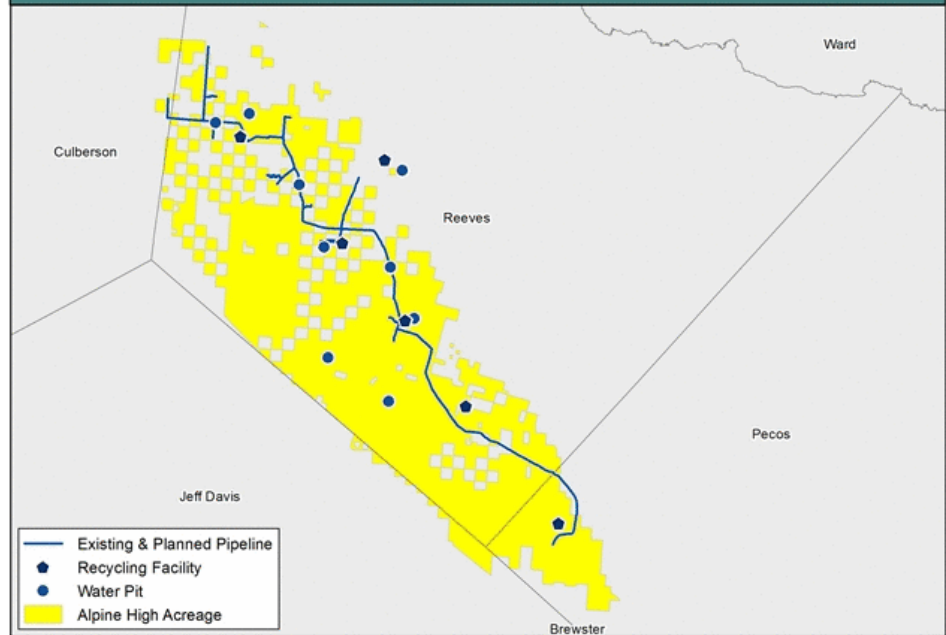 Ward
Culberson
Reeves
Pecos
Jeff Davis
Existing & Planned Pipeline
Recycling Facility
Water Pit
Alpine High Acreage
Brewster